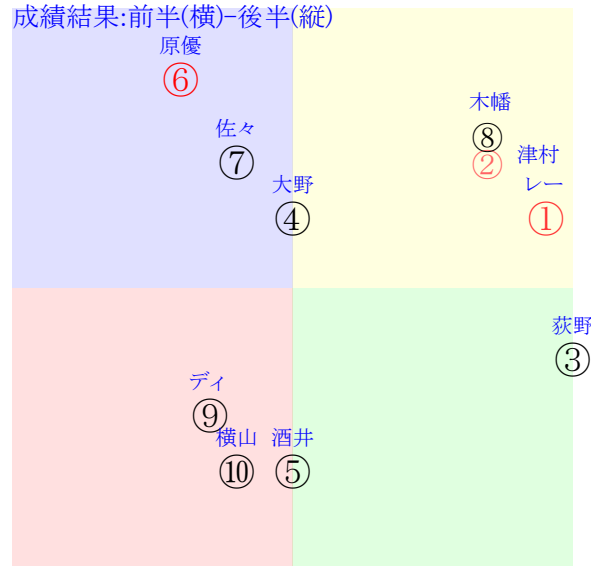 成績結果:前半(横)-後半(縦)
原優
⑥
木幡
佐々
⑧
⑦
津村
②
大野
レー
④
①
荻野
③
ディ
⑨
横山
酒井
⑩
⑤